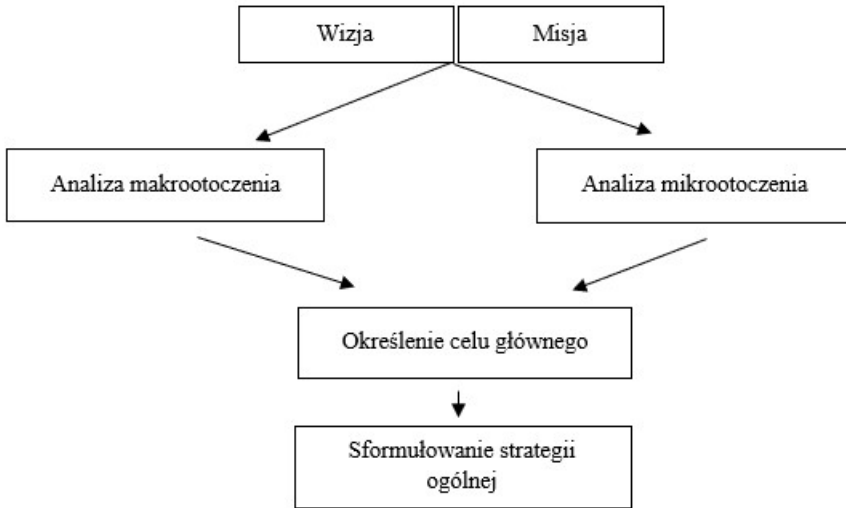 Wizja
Misja
Analiza makrootoczenia
Analiza mikrootoczenia
Określenie celu głównego
Sformułowanie strategii
ogólnej